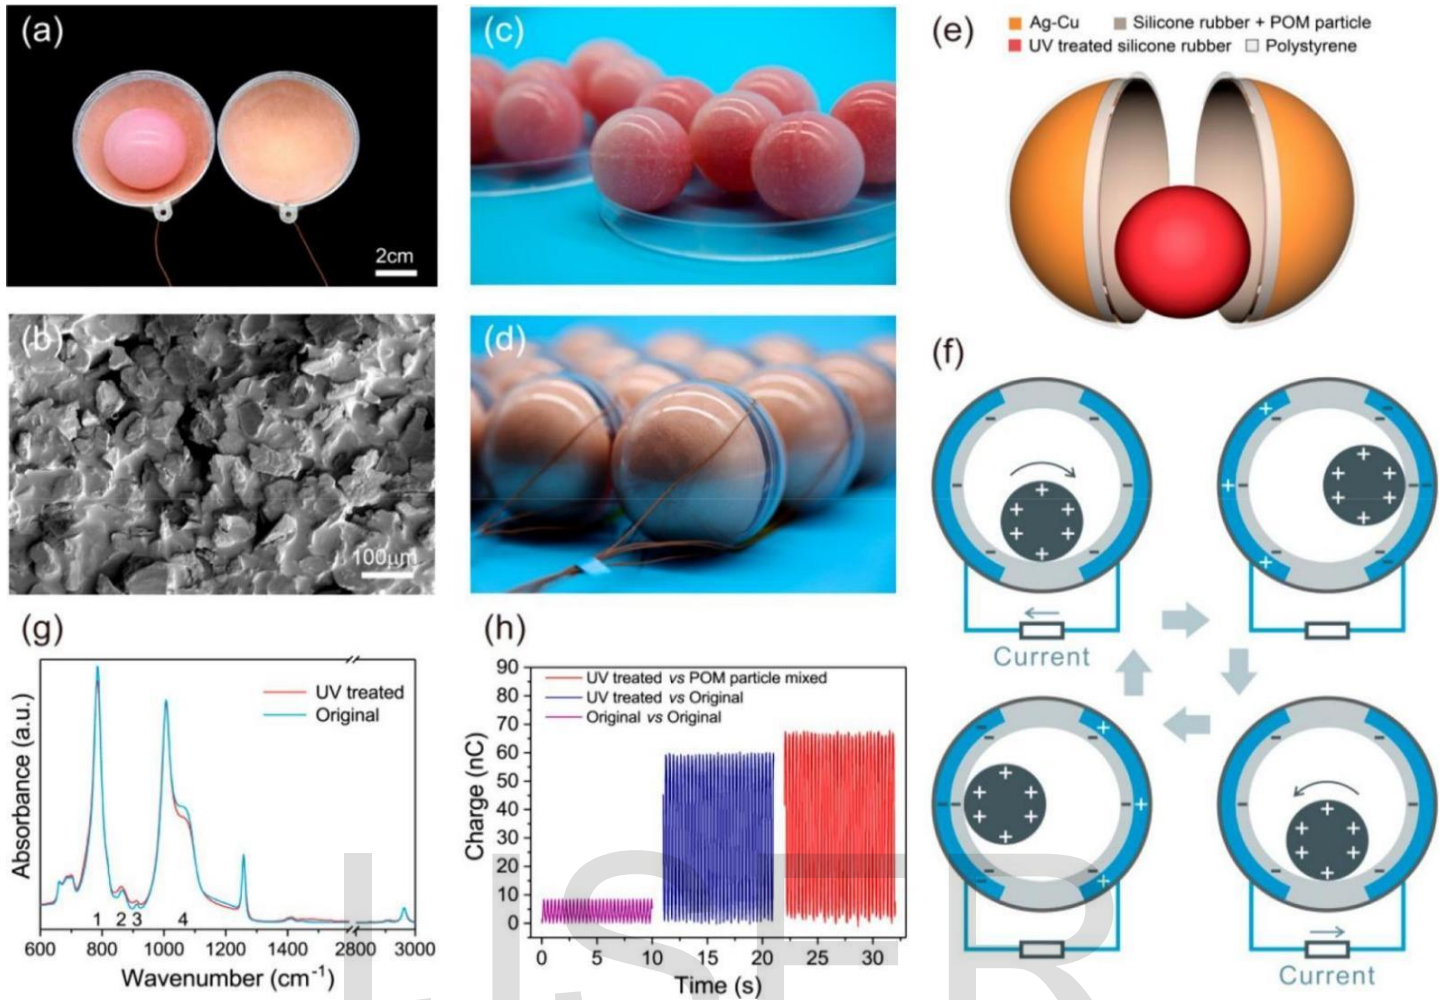 (a)
2cm
(b)
100μm
(c)
(d)
(e)
Ag-Cu
Silicone rubber + POM particle
UV treated silicone rubber
Polystyrene
(f)
+ + + + + +
- - - - - -
Current
+ + +
+ + + + + +
- - - - - - - - -
- - - - - - - - -
+ + + + + +
+ + +
+ + + + + +
- - - - - -
Current
(g)
Absorbance (a.u.)
UV treated
Original
1 2 3 4
600 800 1000 1200 1400 2800 3000
Wavenumber (cm⁻¹)
(h)
Charge (nC)
90
80
70
60
50
40
30
20
10
0
UV treated vs POM particle mixed
UV treated vs Original
Original vs Original
0 5 10 15 20 25 30
Time (s)
IJSER